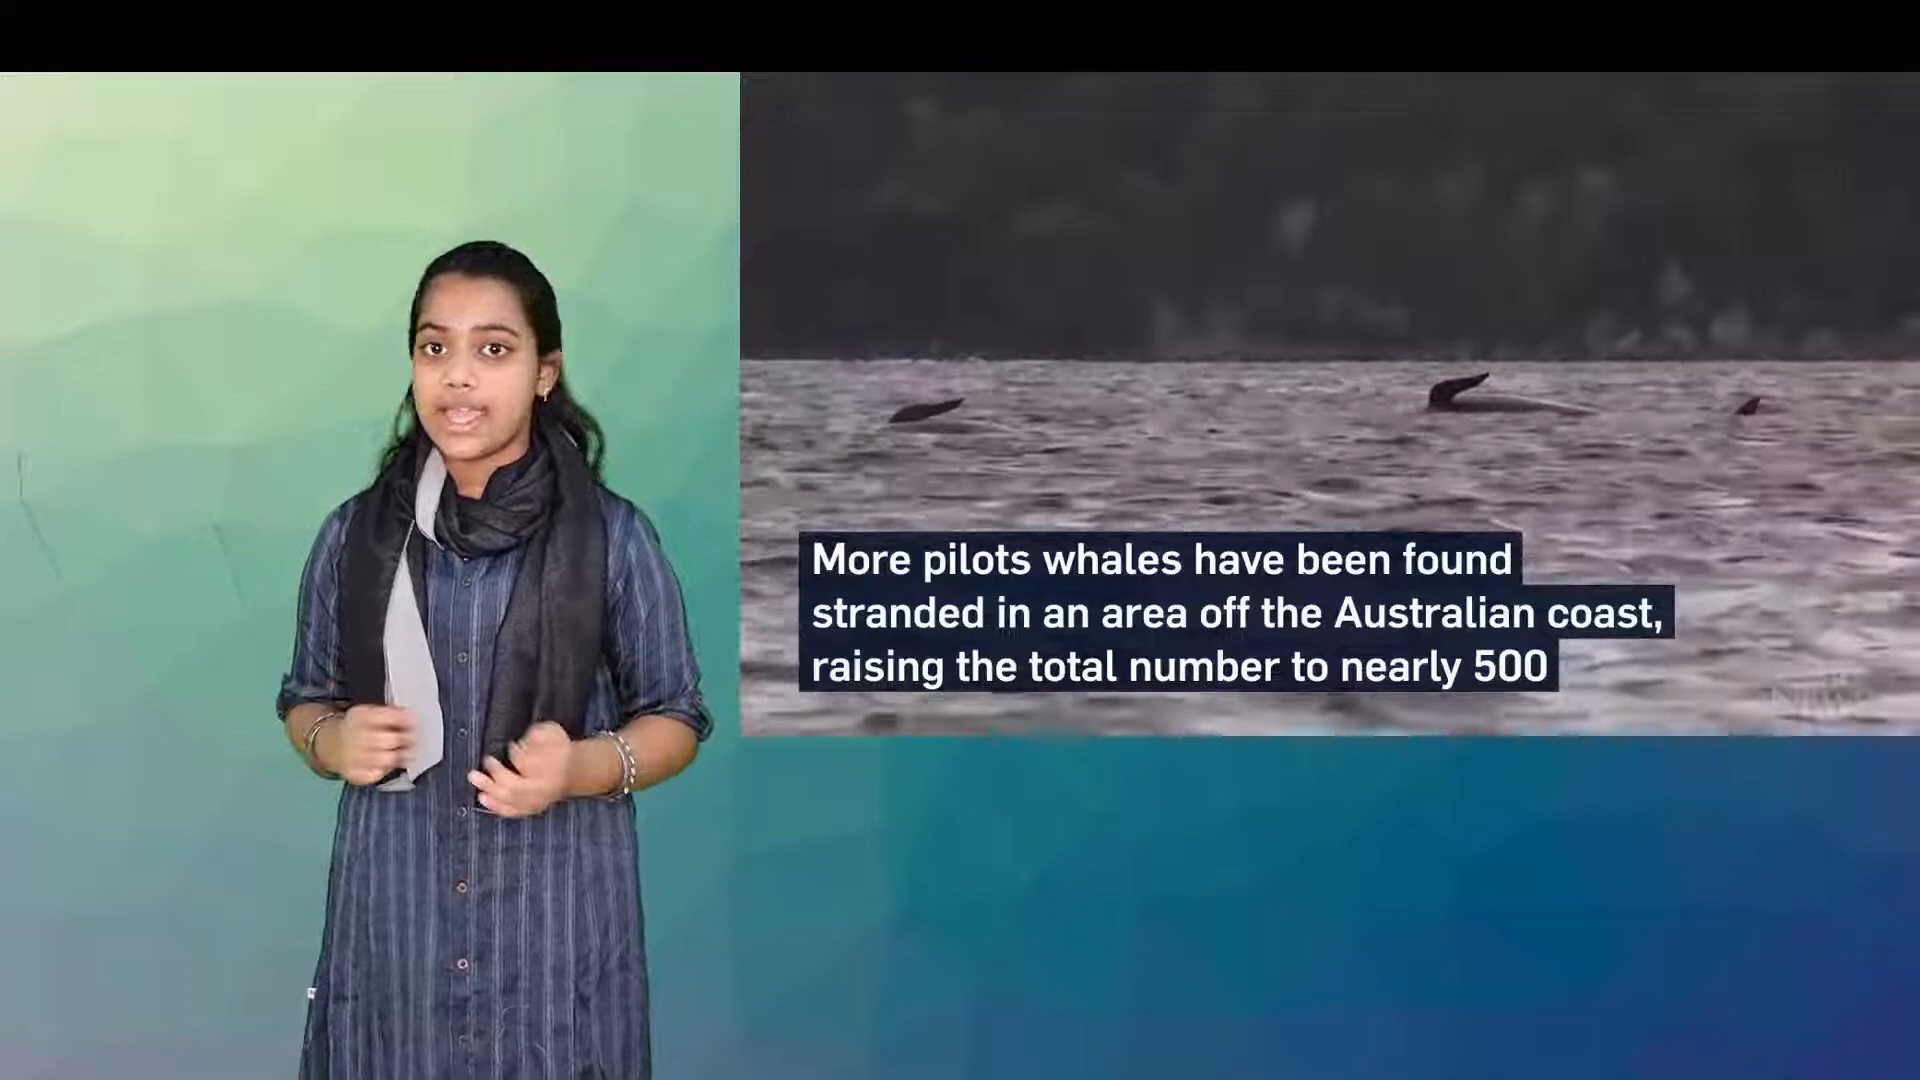 More pilots whales have been found
stranded in an area off the Australian coast,
raising the total number to nearly 500